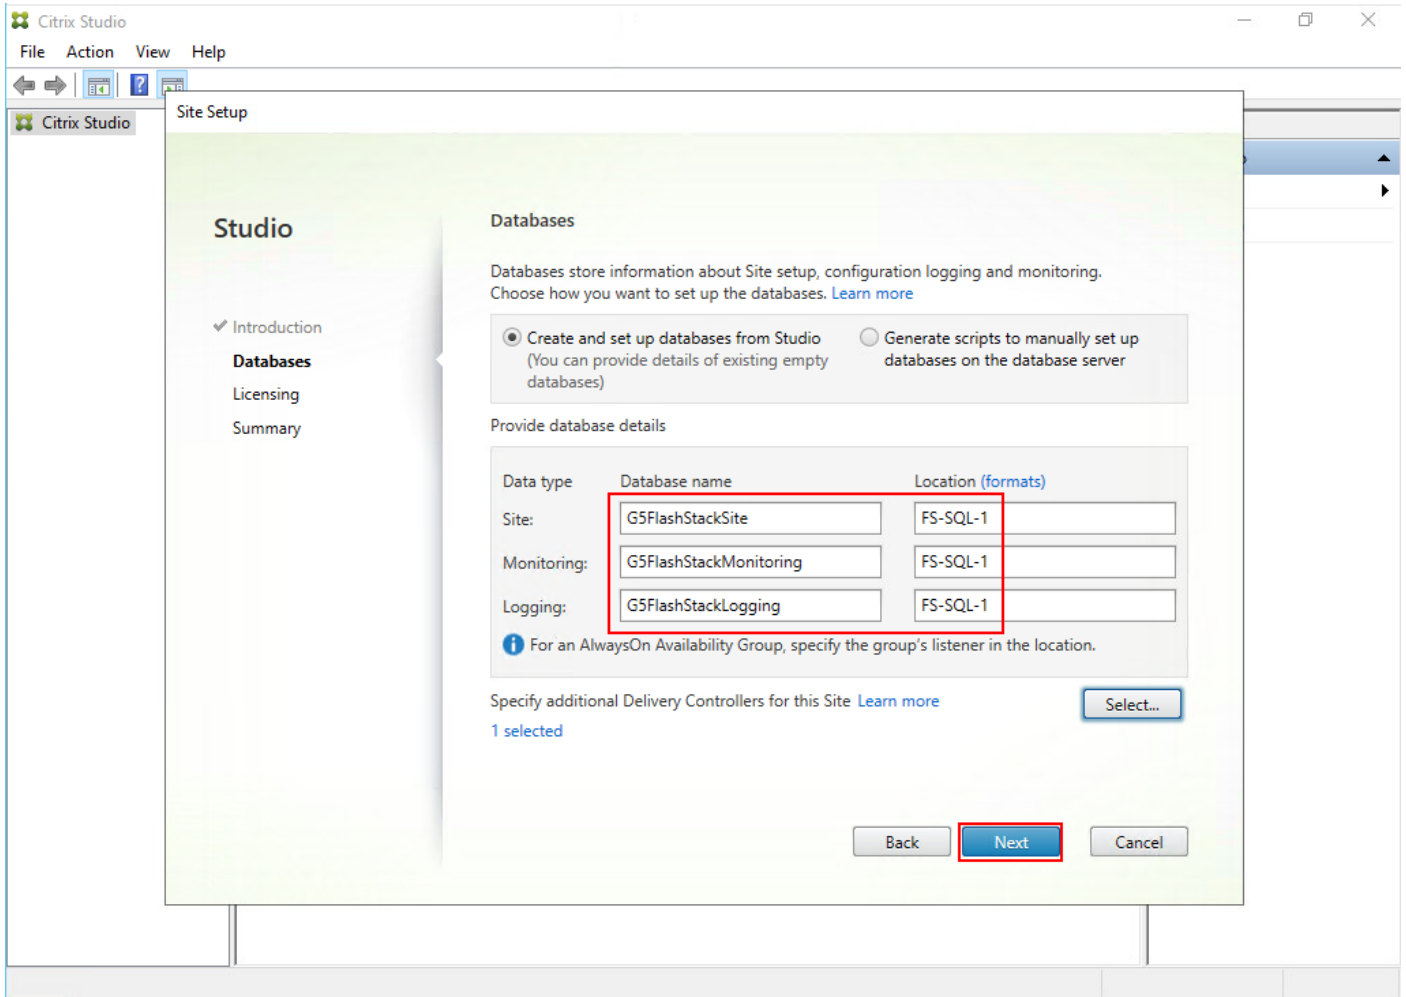 Citrix Studio
File Action View Help
Citrix Studio
Site Setup
Studio
Introduction
Databases
Licensing
Summary
Databases
Databases store information about Site setup, configuration logging and monitoring.
Choose how you want to set up the databases. Learn more
Create and set up databases from Studio
(You can provide details of existing empty
databases)
Generate scripts to manually set up
databases on the database server
Provide database details
Data type Database name Location (formats)
Site: G5FlashStackSite FS-SQL-1
Monitoring: G5FlashStackMonitoring FS-SQL-1
Logging: G5FlashStackLogging FS-SQL-1
For an AlwaysOn Availability Group, specify the group's listener in the location.
Specify additional Delivery Controllers for this Site Learn more
Select...
1 selected
Back Next Cancel